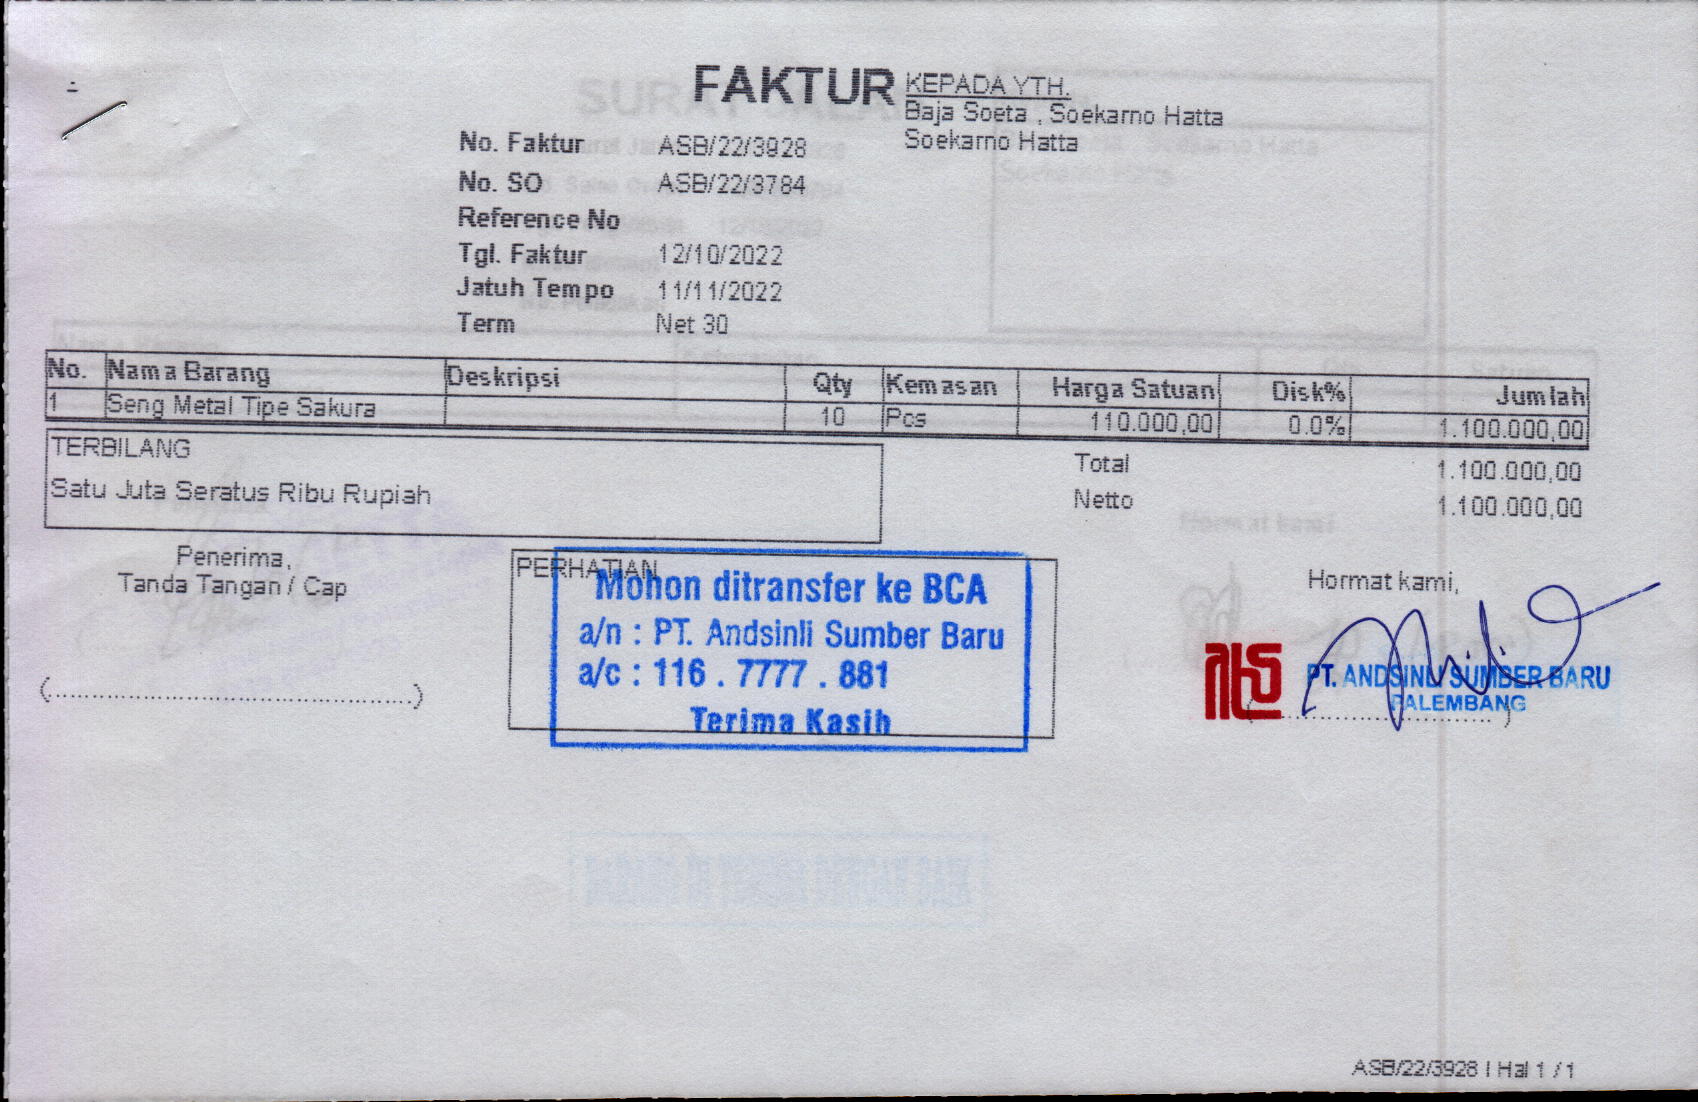 FAKTUR
KEPADA YTH.
Baja Soeta , Soekarno Hatta
Soekarno Hatta
No. Faktur ASB/22/3928
No. SO ASB/22/3784
Reference No
Tgl. Faktur 12/10/2022
Jatuh Tempo 11/11/2022
Term Net 30
No. Nama Barang Deskripsi Qty Kemasan Harga Satuan Disk% Jumlah
1 Seng Metal Tipe Sakura 10 Pcs 110.000,00 0.0% 1.100.000,00
TERBILANG
Satu Juta Seratus Ribu Rupiah
Total 1.100.000,00
Netto 1.100.000,00
Penerima,
Tanda Tangan / Cap
(..........................................)
PERHATIAN
Mohon ditransfer ke BCA
a/n : PT. Andsinli Sumber Baru
a/c : 116 . 7777 . 881
Terima Kasih
Hormat kami,
PT. ANDSINLI SUMBER BARU
PALEMBANG
ASB/22/3928 | Hal 1 / 1